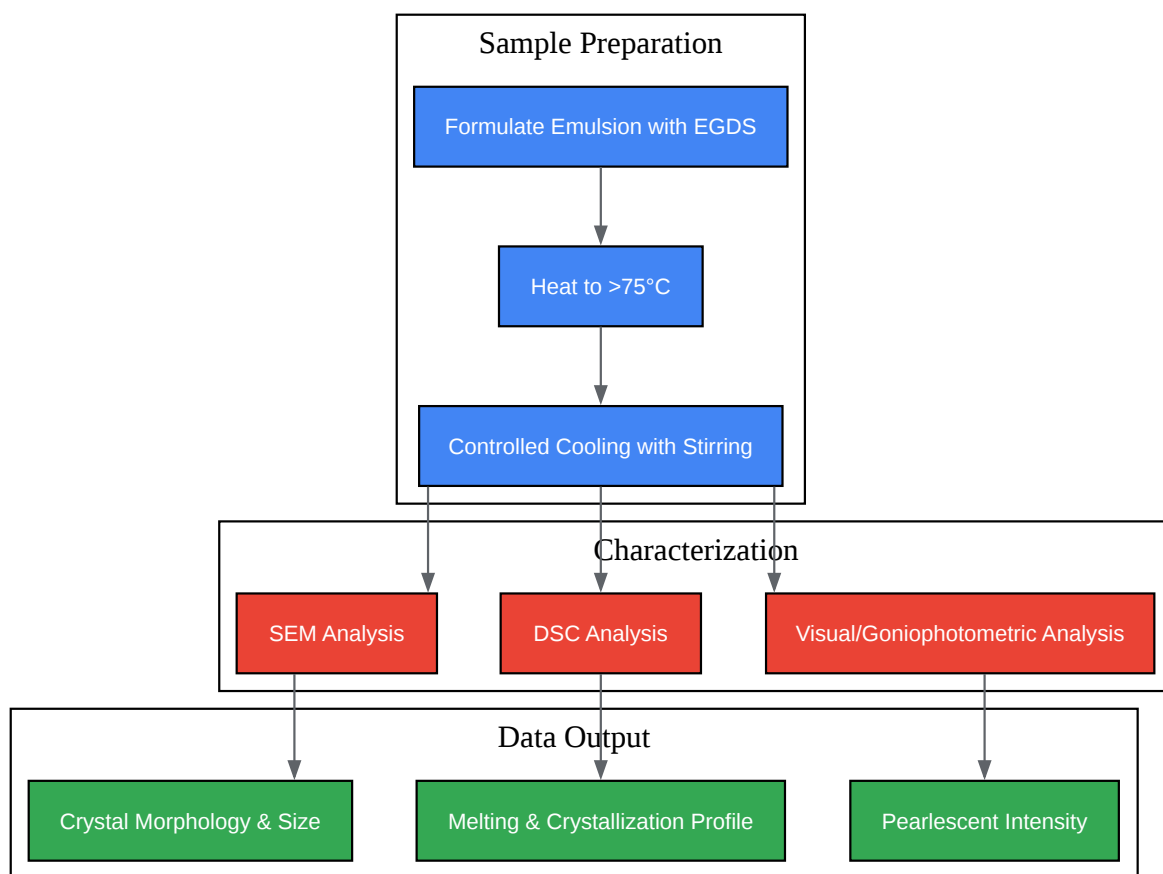 Sample Preparation
Formulate Emulsion with EGDS
Heat to >75°C
Controlled Cooling with Stirring
Characterization
SEM Analysis
DSC Analysis
Visual/Goniophotometric Analysis
Data Output
Crystal Morphology & Size
Melting & Crystallization Profile
Pearlescent Intensity